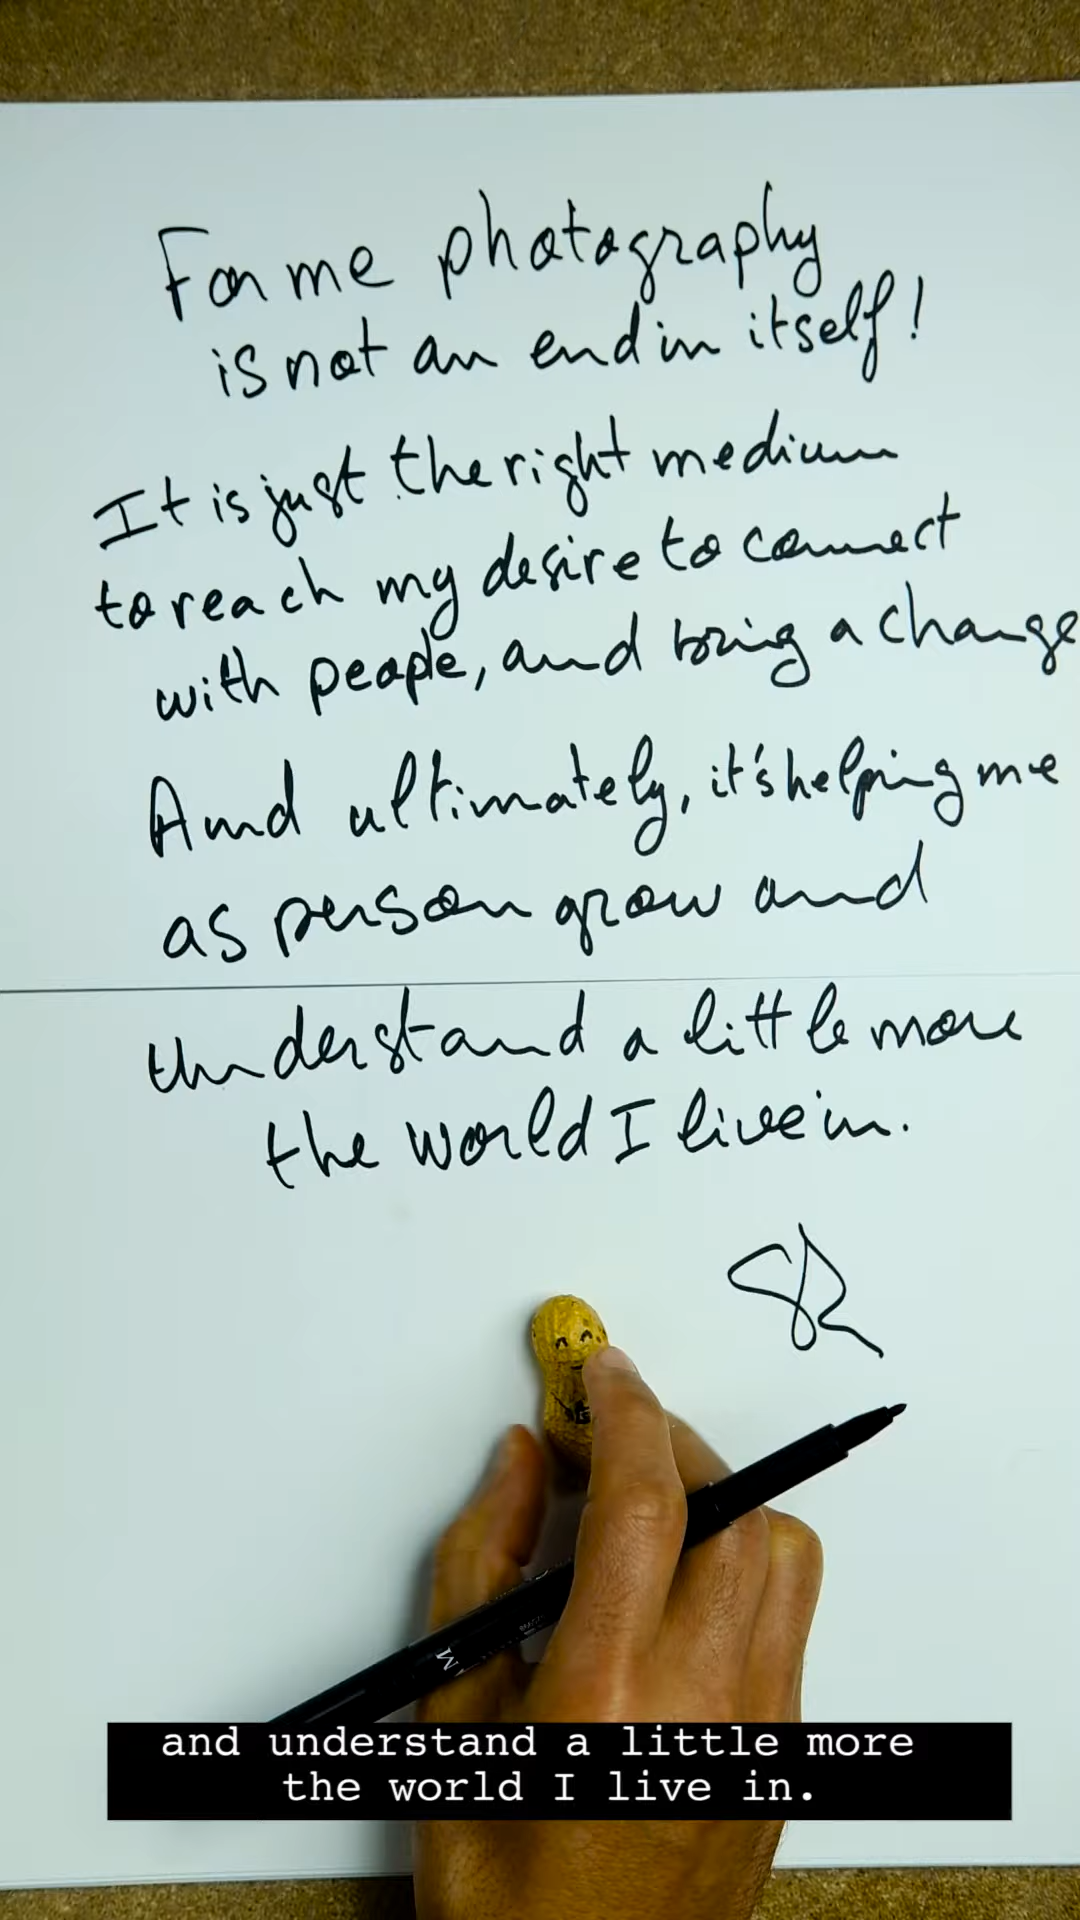 For me photography
is not an end in itself!
It is just the right medium
to reach my desire to connect
with people, and bring a change
And ultimately, it's helping me
as person grow and
understand a little more
the world I live in.
M
and understand a little more
the world I live in.